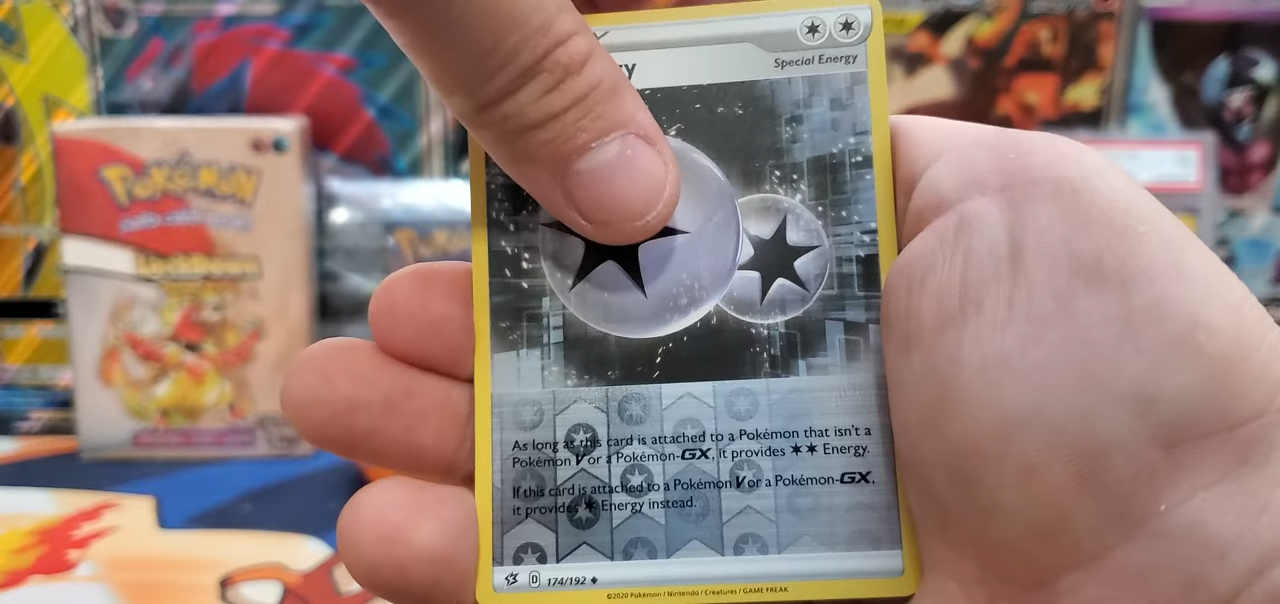 y
Special Energy
As long as this card is attached to a Pokémon that isn't a
Pokémon V or a Pokémon-GX, it provides Energy.
If this card is attached to a Pokémon V or a Pokémon-GX,
it provides Energy instead.
D 174/192
©2020 Pokémon / Nintendo / Creatures / GAME FREAK
POKÉMON
LockDown